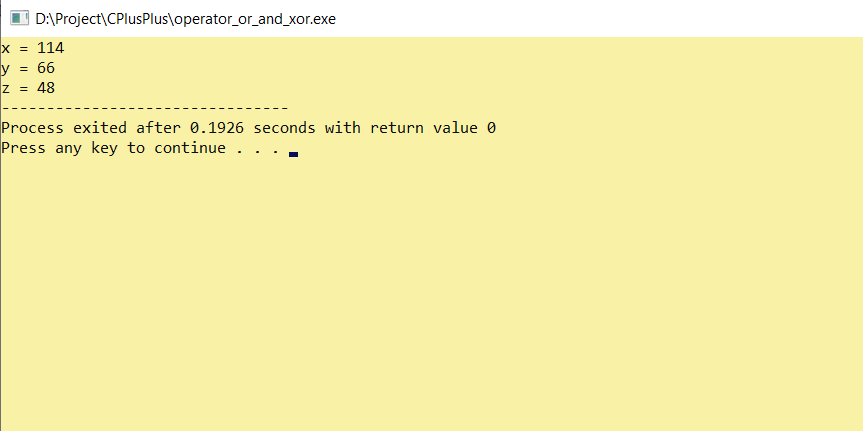 D:\Project\CPlusPlus\operator_or_and_xor.exe
x = 114
y = 66
z = 48
--------------------------------
Process exited after 0.1926 seconds with return value 0
Press any key to continue . . .